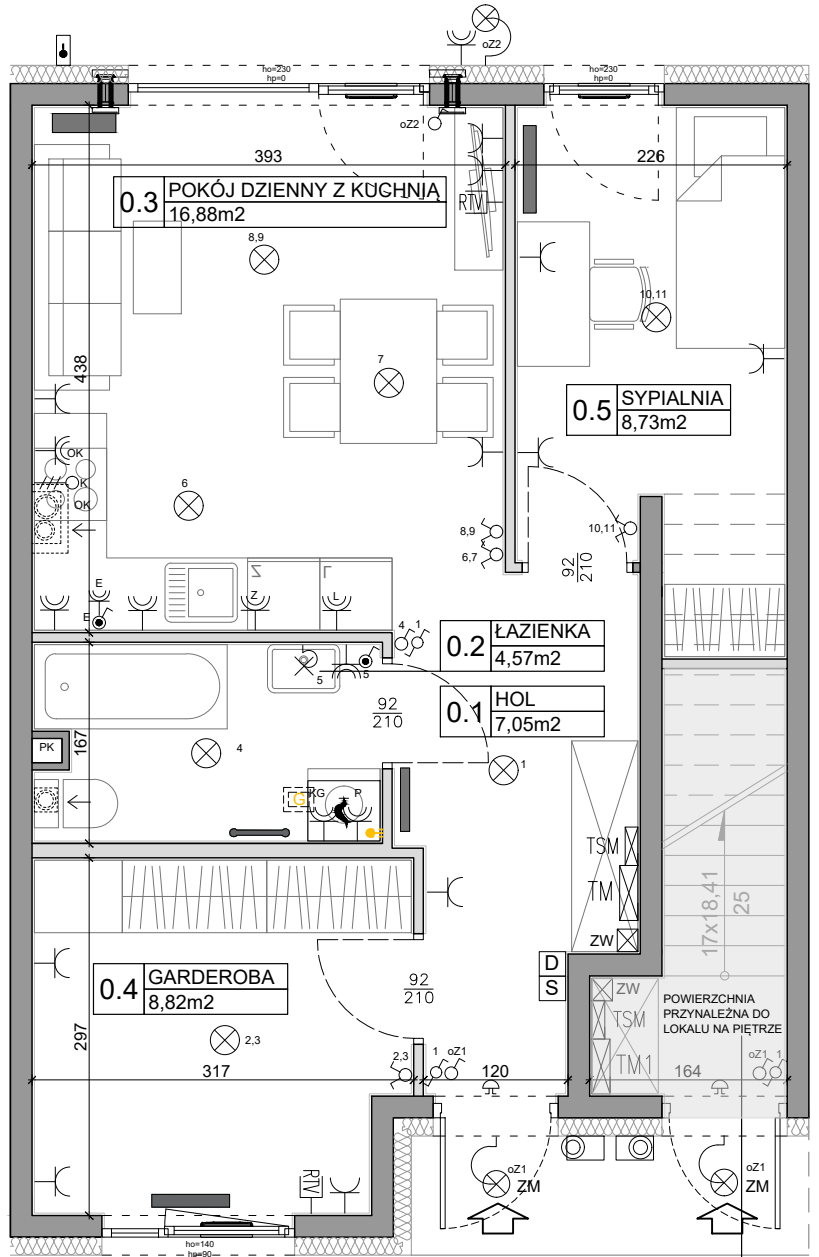 oZ2
ho=230
hp=0
ho=230
hp=0
oZ2
393
226
0.3
POKÓJ DZIENNY Z KUCHNIĄ
16,88m2
RTV
8,9
10,11
7
438
0.5
SYPIALNIA
8,73m2
OK
OK
OK
6
8,9
6,7
10,11
92
210
E
E
Z
L
4
1
0.2
ŁAZIENKA
4,57m2
5
5
92
210
0.1
HOL
7,05m2
167
PK
4
1
G
KG
P
TSM
TM
ZW
17x18,41
25
D
S
0.4
GARDEROBA
8,82m2
92
210
ZW
TSM
TM1
POWIERZCHNIA
PRZYNALEŻNA DO
LOKALU NA PIĘTRZE
297
2,3
2,3
1
oZ1
oZ1
1
317
120
164
RTV
oZ1
ZM
oZ1
ZM
ho=140
hp=90